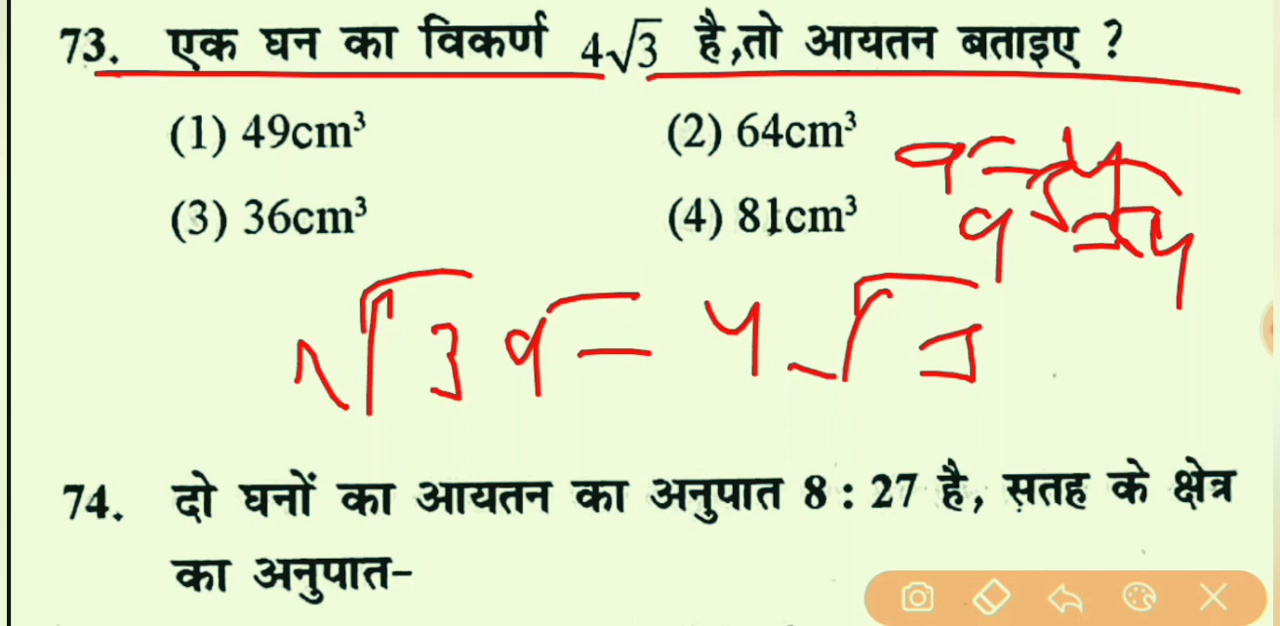 73. एक घन का विकर्ण 4√3 है,तो आयतन बताइए ?
(1) 49cm³ (2) 64cm³
(3) 36cm³ (4) 81cm³
√3 a = 4√3
74. दो घनों का आयतन का अनुपात 8 : 27 है, सतह के क्षेत्र
का अनुपात-